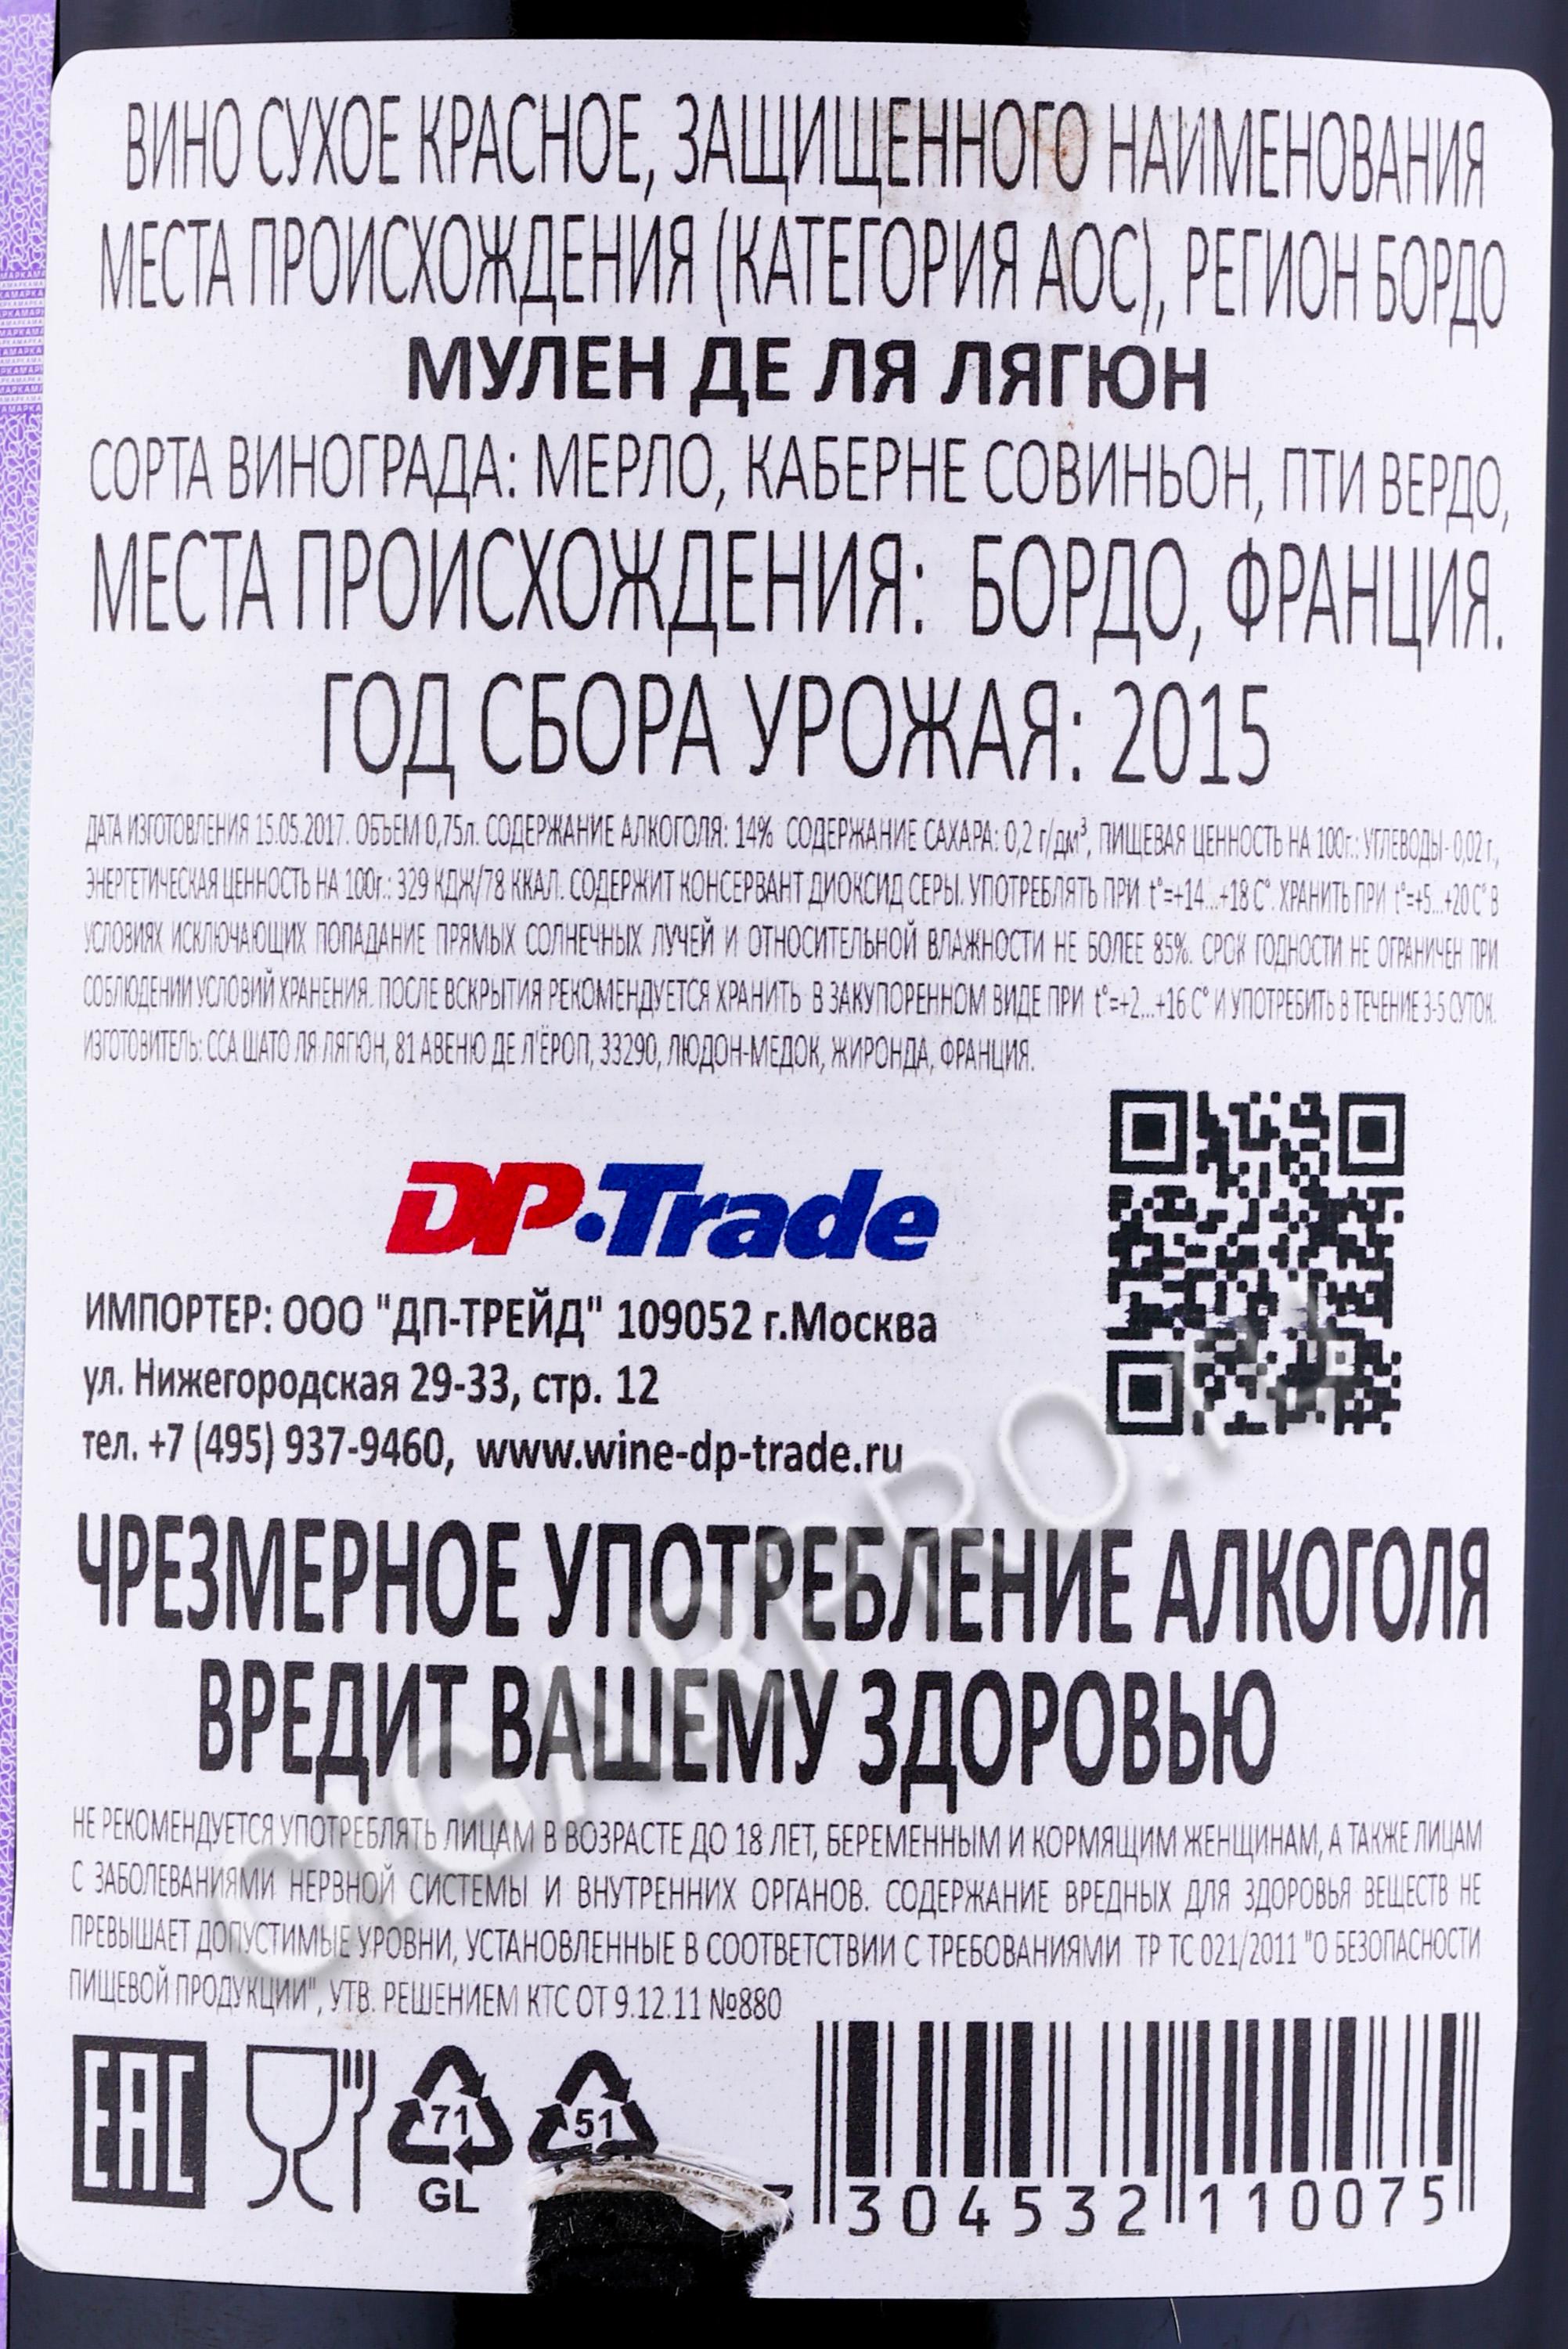 ВИНО СУХОЕ КРАСНОЕ, ЗАЩИЩЕННОГО НАИМЕНОВАНИЯ
МЕСТА ПРОИСХОЖДЕНИЯ (КАТЕГОРИЯ АОС), РЕГИОН БОРДО
МУЛЕН ДЕ ЛЯ ЛЯГЮН
СОРТА ВИНОГРАДА: МЕРЛО, КАБЕРНЕ СОВИНЬОН, ПТИ ВЕРДО,
МЕСТА ПРОИСХОЖДЕНИЯ: БОРДО, ФРАНЦИЯ.
ГОД СБОРА УРОЖАЯ: 2015
ДАТА ИЗГОТОВЛЕНИЯ 15.05.2017. ОБЪЕМ 0,75л. СОДЕРЖАНИЕ АЛКОГОЛЯ: 14% СОДЕРЖАНИЕ САХАРА: 0,2 г/дм³, ПИЩЕВАЯ ЦЕННОСТЬ НА 100г.: УГЛЕВОДЫ- 0,02 г.,
ЭНЕРГЕТИЧЕСКАЯ ЦЕННОСТЬ НА 100г.: 329 КДЖ/78 ККАЛ. СОДЕРЖИТ КОНСЕРВАНТ ДИОКСИД СЕРЫ. УПОТРЕБЛЯТЬ ПРИ t°=+14...+18 С°. ХРАНИТЬ ПРИ t°=+5...+20 С° В
УСЛОВИЯХ ИСКЛЮЧАЮЩИХ ПОПАДАНИЕ ПРЯМЫХ СОЛНЕЧНЫХ ЛУЧЕЙ И ОТНОСИТЕЛЬНОЙ ВЛАЖНОСТИ НЕ БОЛЕЕ 85%. СРОК ГОДНОСТИ НЕ ОГРАНИЧЕН ПРИ
СОБЛЮДЕНИИ УСЛОВИЙ ХРАНЕНИЯ. ПОСЛЕ ВСКРЫТИЯ РЕКОМЕНДУЕТСЯ ХРАНИТЬ В ЗАКУПОРЕННОМ ВИДЕ ПРИ t°=+2...+16 С° И УПОТРЕБИТЬ В ТЕЧЕНИЕ 3-5 СУТОК.
ИЗГОТОВИТЕЛЬ: ССА ШАТО ЛЯ ЛЯГЮН, 81 АВЕНЮ ДЕ Л'ЁРОП, 33290, ЛЮДОН-МЕДОК, ЖИРОНДА, ФРАНЦИЯ.
DP·Trade
ИМПОРТЕР: ООО "ДП-ТРЕЙД" 109052 г.Москва
ул. Нижегородская 29-33, стр. 12
тел. +7 (495) 937-9460, www.wine-dp-trade.ru
ЧРЕЗМЕРНОЕ УПОТРЕБЛЕНИЕ АЛКОГОЛЯ
ВРЕДИТ ВАШЕМУ ЗДОРОВЬЮ
CIGARPRO.RU
НЕ РЕКОМЕНДУЕТСЯ УПОТРЕБЛЯТЬ ЛИЦАМ В ВОЗРАСТЕ ДО 18 ЛЕТ, БЕРЕМЕННЫМ И КОРМЯЩИМ ЖЕНЩИНАМ, А ТАКЖЕ ЛИЦАМ
С ЗАБОЛЕВАНИЯМИ НЕРВНОЙ СИСТЕМЫ И ВНУТРЕННИХ ОРГАНОВ. СОДЕРЖАНИЕ ВРЕДНЫХ ДЛЯ ЗДОРОВЬЯ ВЕЩЕСТВ НЕ
ПРЕВЫШАЕТ ДОПУСТИМЫЕ УРОВНИ, УСТАНОВЛЕННЫЕ В СООТВЕТСТВИИ С ТРЕБОВАНИЯМИ ТР ТС 021/2011 "О БЕЗОПАСНОСТИ
ПИЩЕВОЙ ПРОДУКЦИИ", УТВ. РЕШЕНИЕМ КТС ОТ 9.12.11 №880
EAC 71 51
GL
3 304532 110075